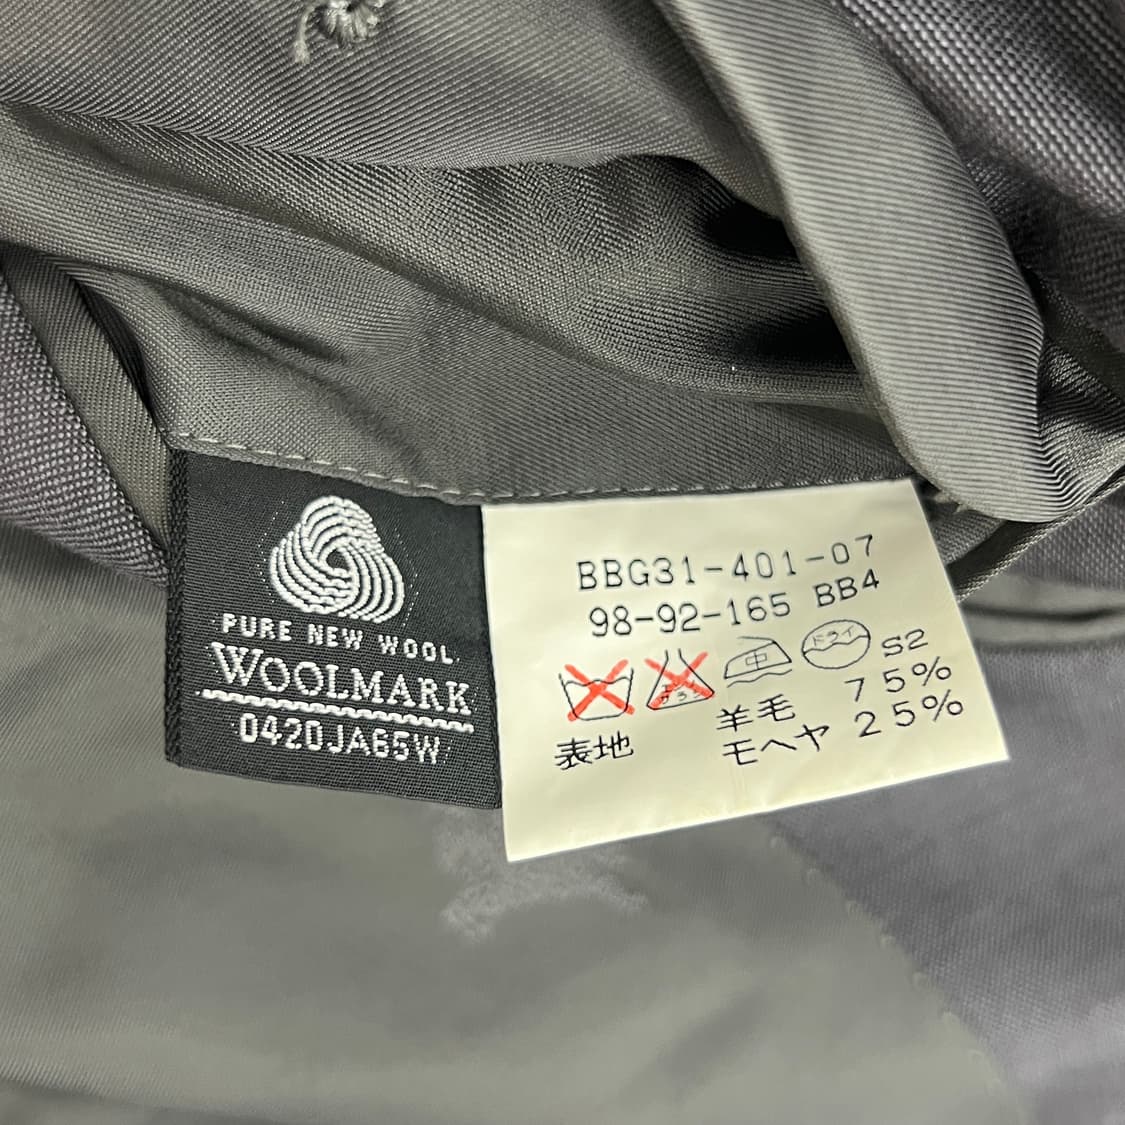 PURE NEW WOOL
WOOLMARK
0420JA65W
BBG31-401-07
98-92-165 BB4
中 ドライ S2
表地 羊毛 75%
モヘヤ 25%